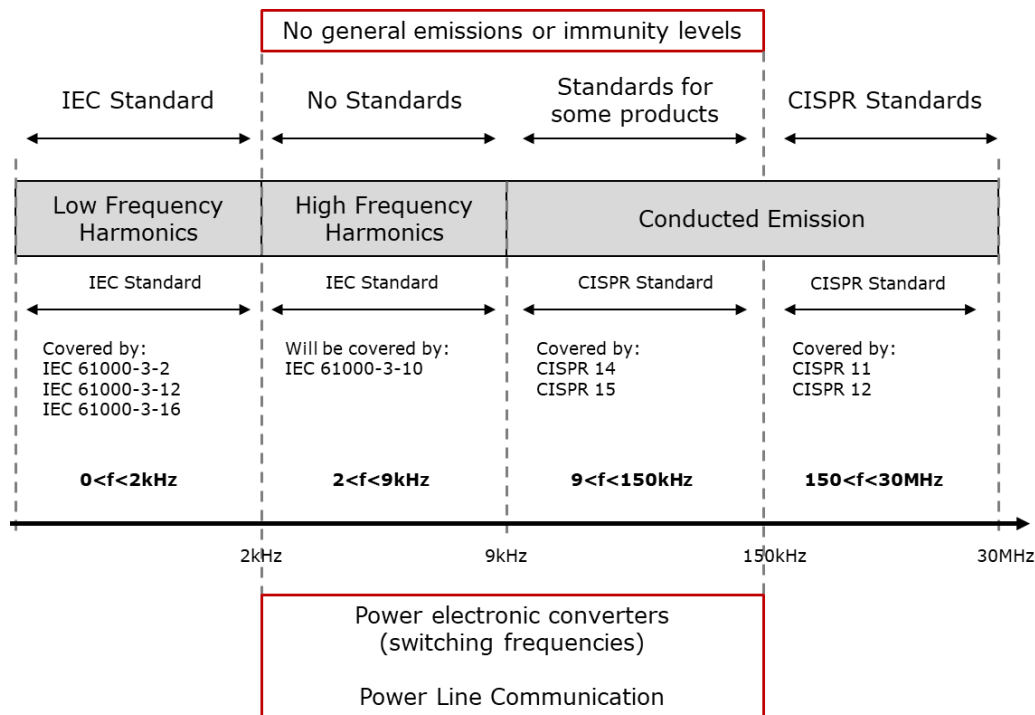 No general emissions or immunity levels
IEC Standard
No Standards
Standards for
some products
CISPR Standards
Low Frequency
Harmonics
High Frequency
Harmonics
Conducted Emission
IEC Standard
IEC Standard
CISPR Standard
CISPR Standard
Covered by:
IEC 61000-3-2
IEC 61000-3-12
IEC 61000-3-16
Will be covered by:
IEC 61000-3-10
Covered by:
CISPR 14
CISPR 15
Covered by:
CISPR 11
CISPR 12
0<f<2kHz
2<f<9kHz
9<f<150kHz
150<f<30MHz
2kHz
9kHz
150kHz
30MHz
Power electronic converters
(switching frequencies)
Power Line Communication